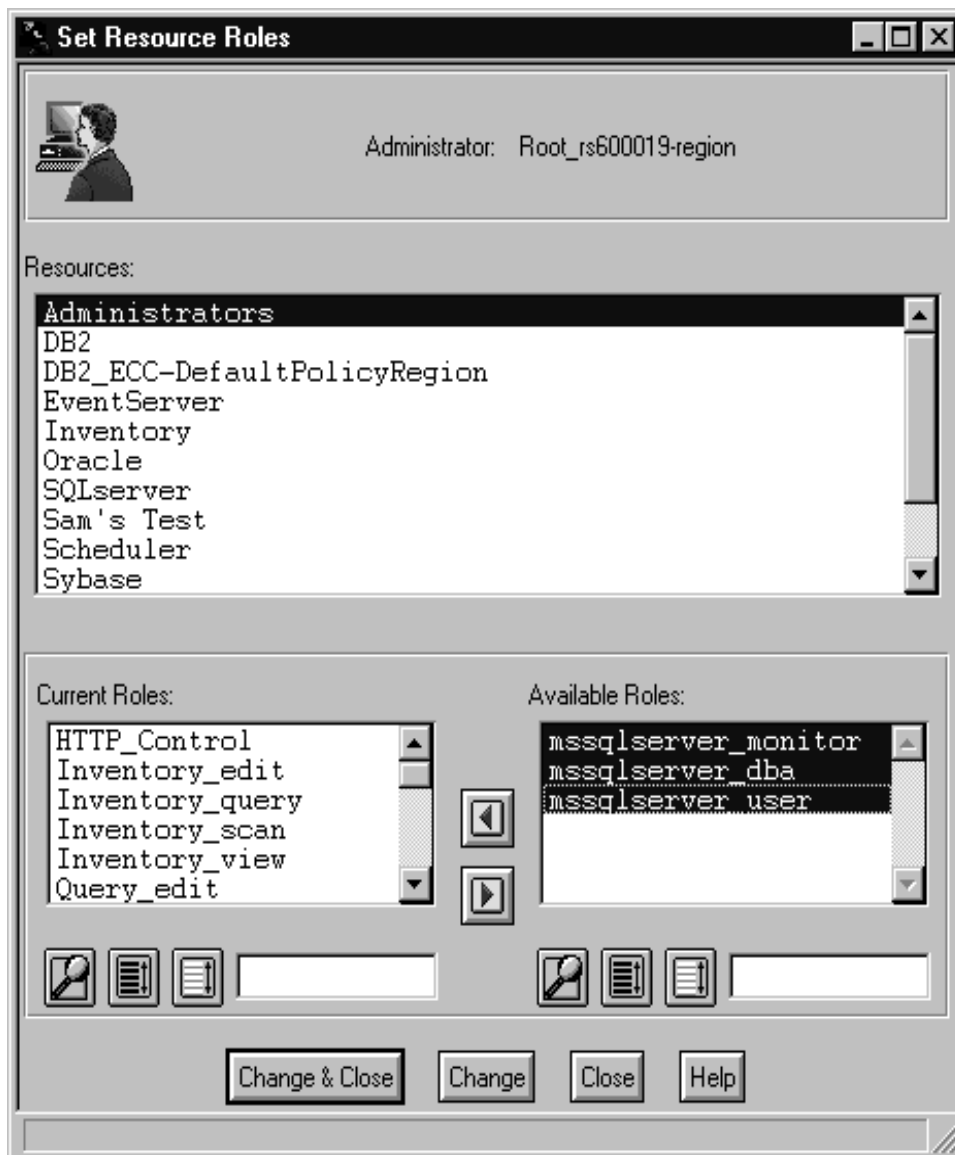 Set Resource Roles
Administrator: Root_rs600019-region
Resources:
Administrators
DB2
DB2_ECC-DefaultPolicyRegion
EventServer
Inventory
Oracle
SQLserver
Sam's Test
Scheduler
Sybase
Current Roles:
HTTP_Control
Inventory_edit
Inventory_query
Inventory_scan
Inventory_view
Query_edit
Available Roles:
mssqlserver_monitor
mssqlserver_dba
mssqlserver_user
Change & Close
Change
Close
Help